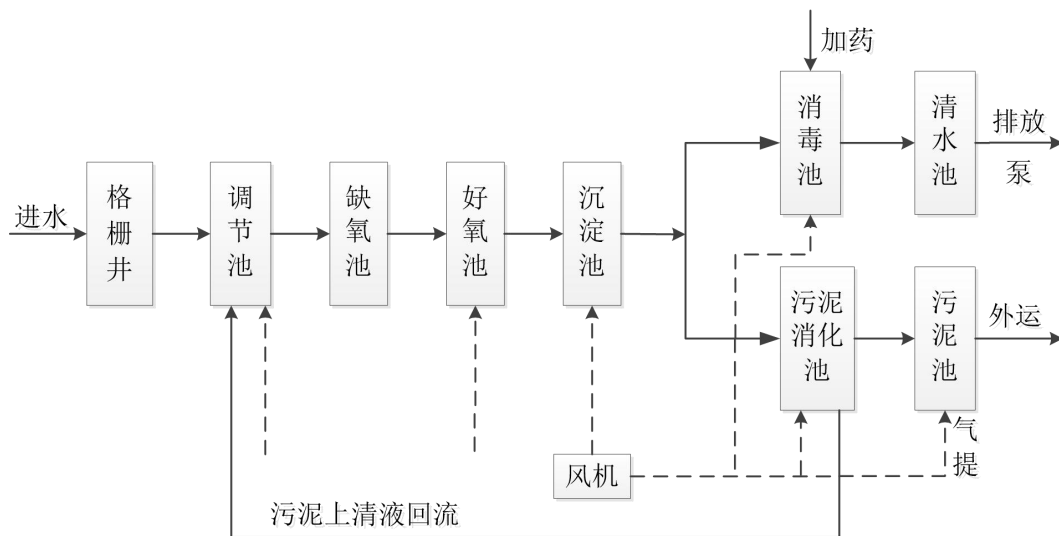 加药
消毒池
清水池
排放
泵
进水
格栅井
调节池
缺氧池
好氧池
沉淀池
污泥
消化
池
污泥池
外运
气提
风机
污泥上清液回流